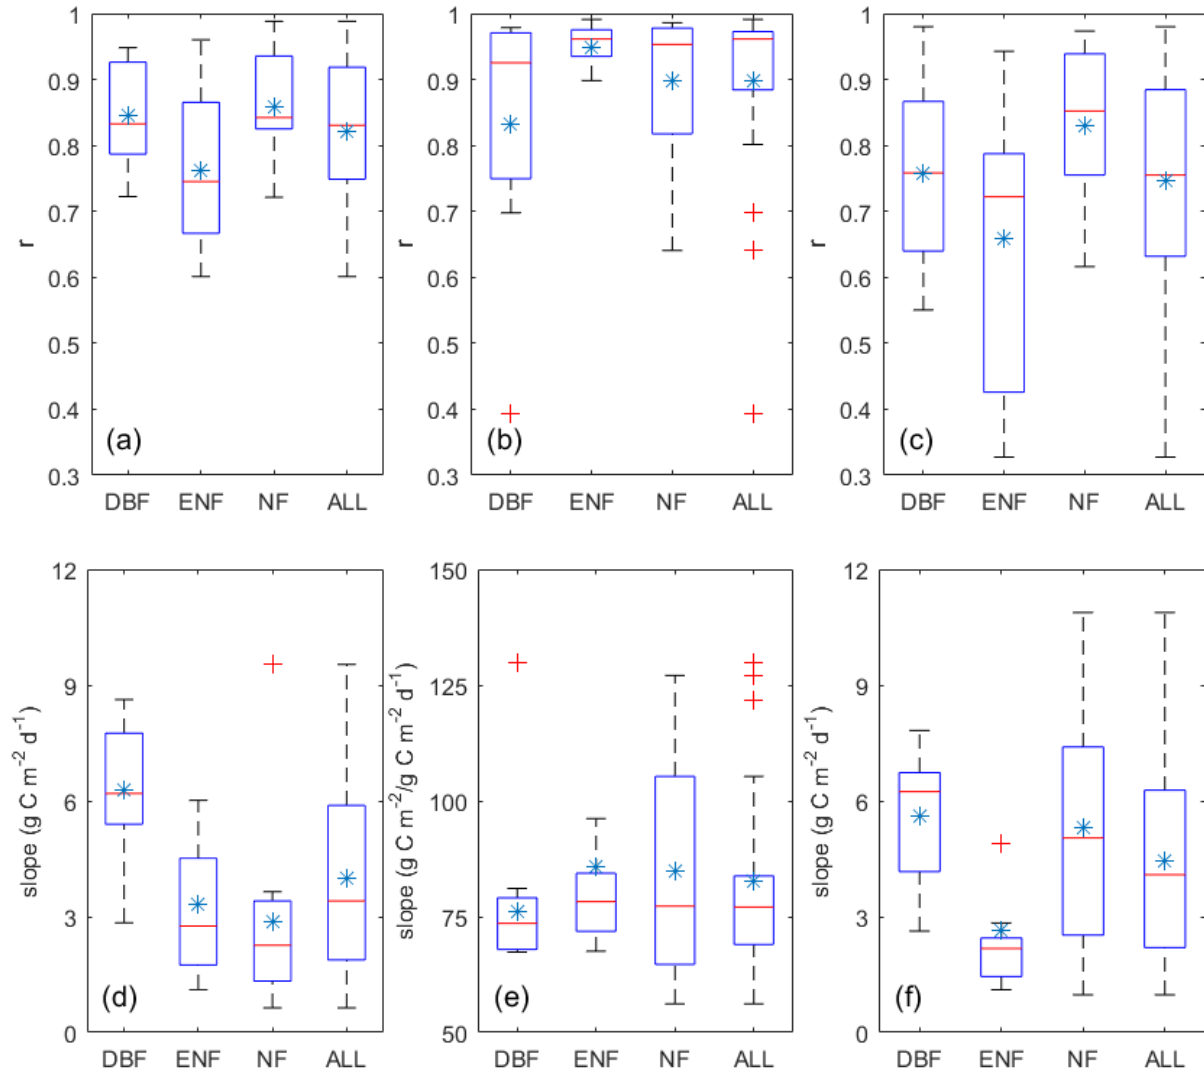 1
0.9
0.8
0.7
0.6
0.5
0.4
0.3
r
(a)
DBF ENF NF ALL
1
0.9
0.8
0.7
0.6
0.5
0.4
0.3
r
(b)
DBF ENF NF ALL
1
0.9
0.8
0.7
0.6
0.5
0.4
0.3
r
(c)
DBF ENF NF ALL
12
9
6
3
0
slope (g C m⁻² d⁻¹)
(d)
DBF ENF NF ALL
150
125
100
75
50
slope (g C m⁻²/g C m⁻² d⁻¹)
(e)
DBF ENF NF ALL
12
9
6
3
0
slope (g C m⁻² d⁻¹)
(f)
DBF ENF NF ALL